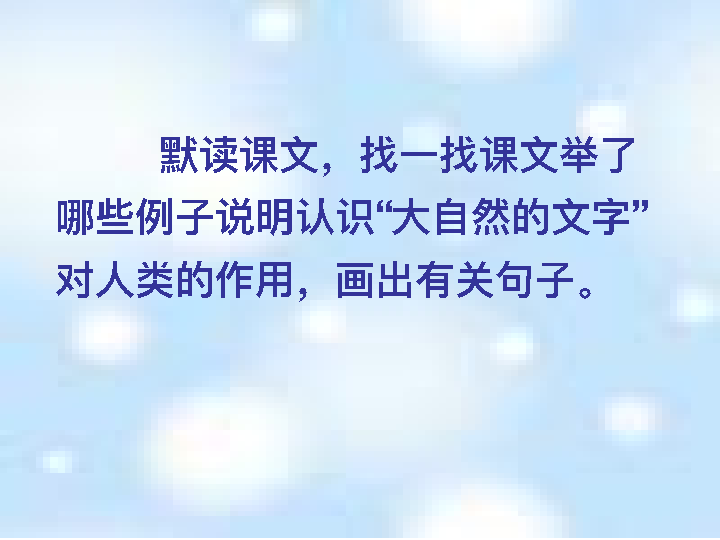 默读课文，找一找课文举了
哪些例子说明认识“大自然的文字”
对人类的作用，画出有关句子。